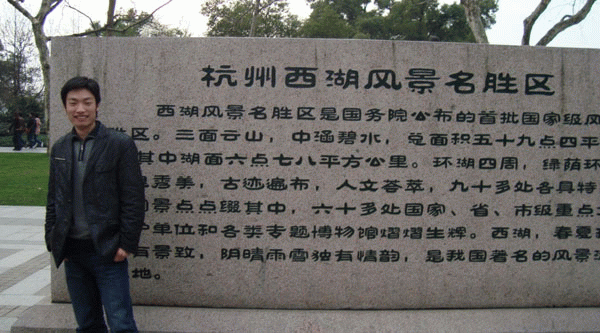 杭州西湖风景名胜区
西湖风景名胜区是国务院公布的首批国家级风
胜区。三面云山，中涵碧水，总面积五十九点四平
其中湖面六点七八平方公里。环湖四周，绿荫环
秀美，古迹遍布，人文荟萃，九十多处各具特
景点点缀其中，六十多处国家、省、市级重点
单位和各类专题博物馆熠熠生辉。西湖，春夏
有景致，阴晴雨雪独有情韵，是我国著名的风景
地。